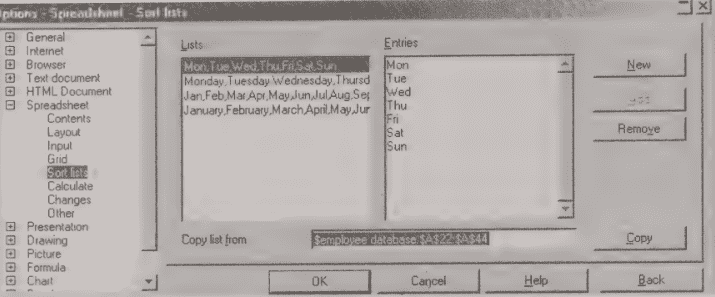 Options - Spreadsheet - Sort lists
General
Internet
Browser
Text document
HTML Document
Spreadsheet
Contents
Layout
Input
Grid
Sort lists
Calculate
Changes
Other
Presentation
Drawing
Picture
Formula
Chart
Lists
Mon,Tue,Wed,Thu,Fri,Sat,Sun
Monday,Tuesday,Wednesday,Thursd
Jan,Feb,Mar,Apr,May,Jun,Jul,Aug,Sep
January,February,March,April,May,Jun
Entries
Mon
Tue
Wed
Thu
Fri
Sat
Sun
New
Remove
Copy list from
$employee database.$A$22:$A$44
Copy
OK
Cancel
Help
Back